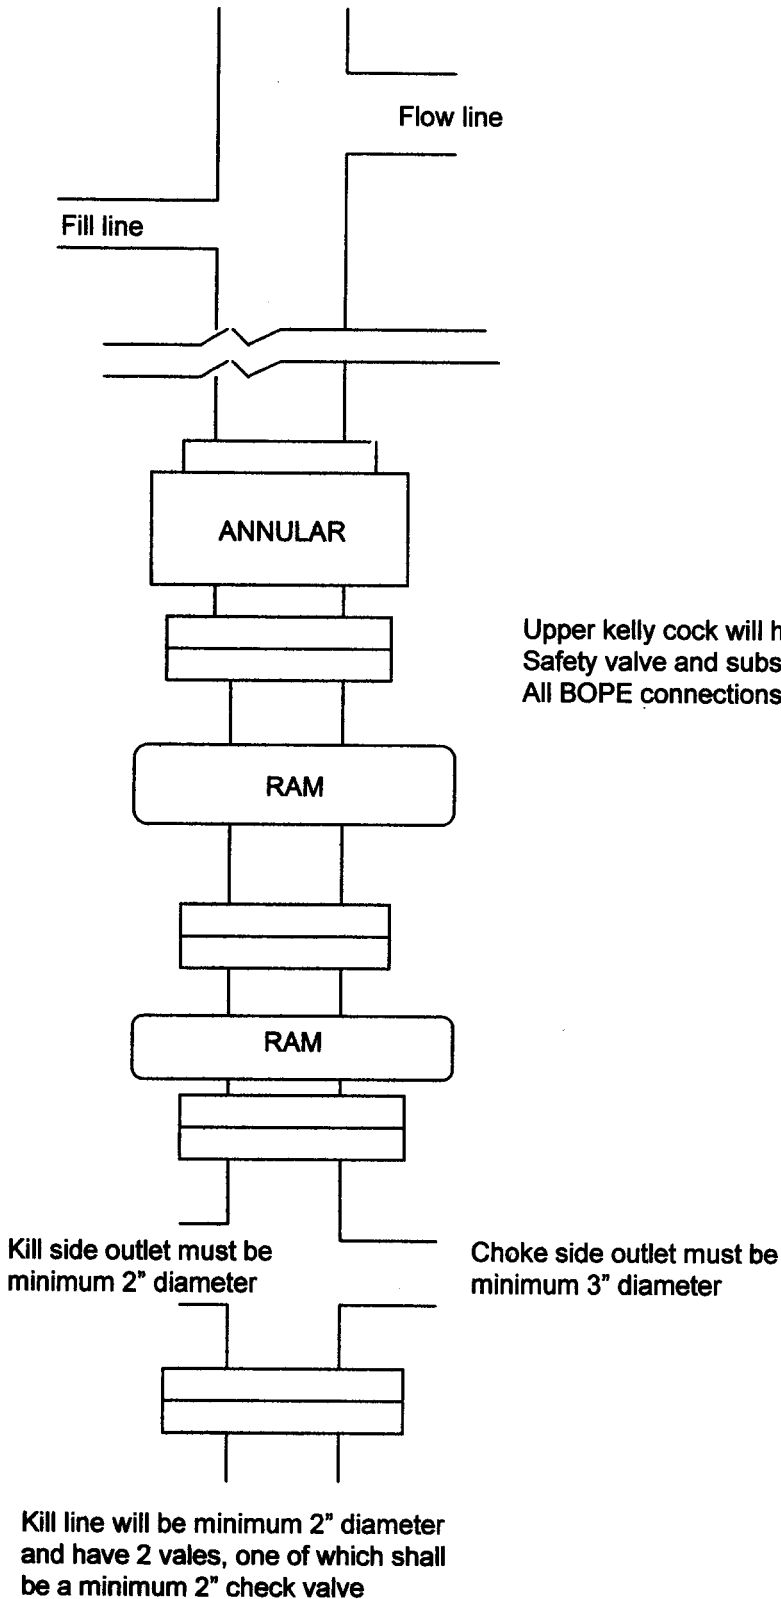 Flow line
Fill line
ANNULAR
Upper kelly cock will h
Safety valve and subs
All BOPE connections
RAM
RAM
Kill side outlet must be
minimum 2” diameter
Choke side outlet must be
minimum 3” diameter
Kill line will be minimum 2” diameter
and have 2 vales, one of which shall
be a minimum 2” check valve